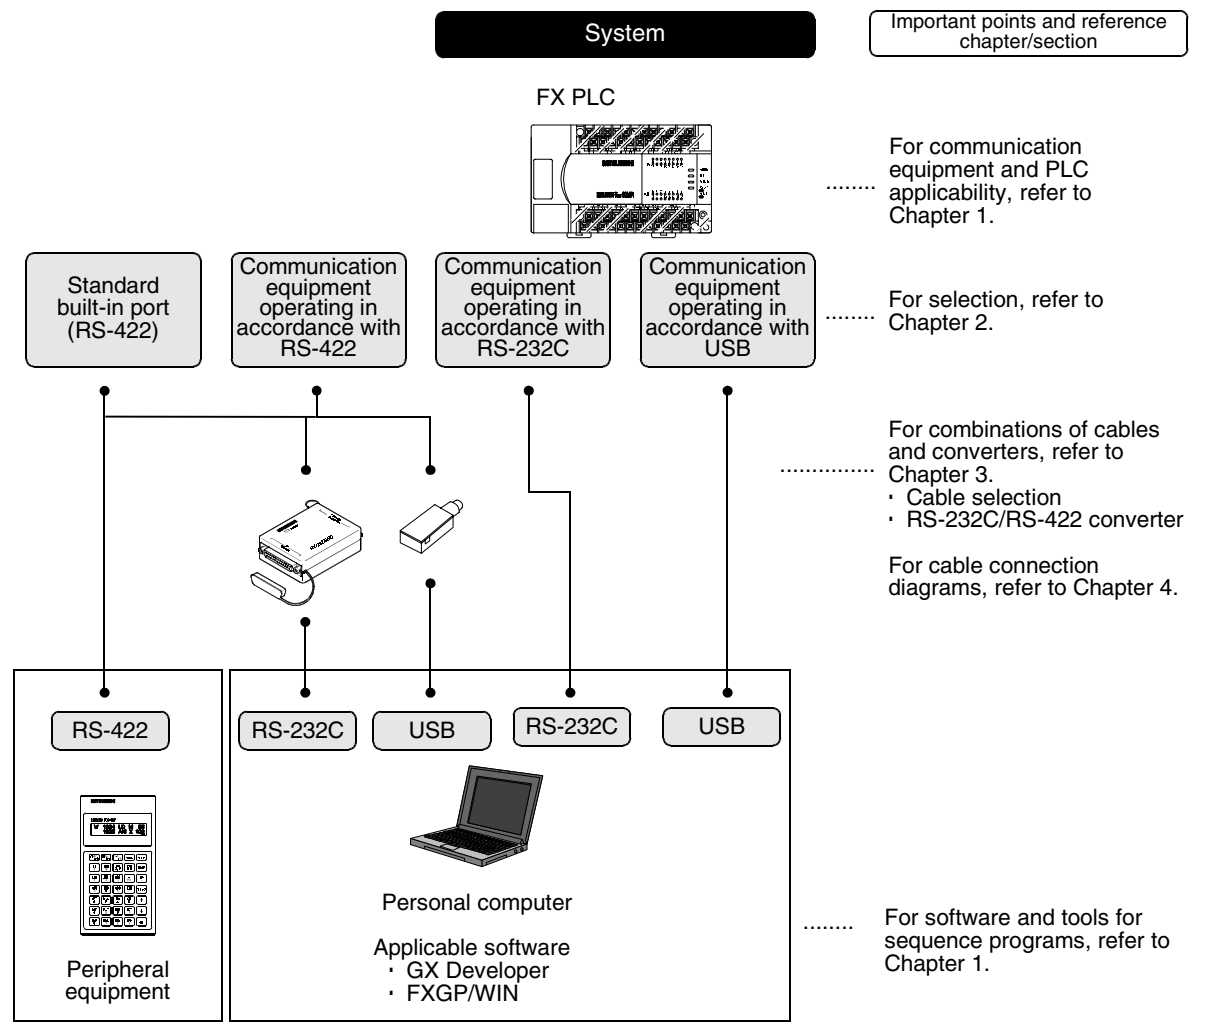 System
Important points and reference
chapter/section
FX PLC
For communication
equipment and PLC
applicability, refer to
Chapter 1.
Standard
built-in port
(RS-422)
Communication
equipment
operating in
accordance with
RS-422
Communication
equipment
operating in
accordance with
RS-232C
Communication
equipment
operating in
accordance with
USB
For selection, refer to
Chapter 2.
For combinations of cables
and converters, refer to
Chapter 3.
· Cable selection
· RS-232C/RS-422 converter
For cable connection
diagrams, refer to Chapter 4.
RS-422
RS-232C
USB
RS-232C
USB
Peripheral
equipment
Personal computer
Applicable software
· GX Developer
· FXGP/WIN
For software and tools for
sequence programs, refer to
Chapter 1.